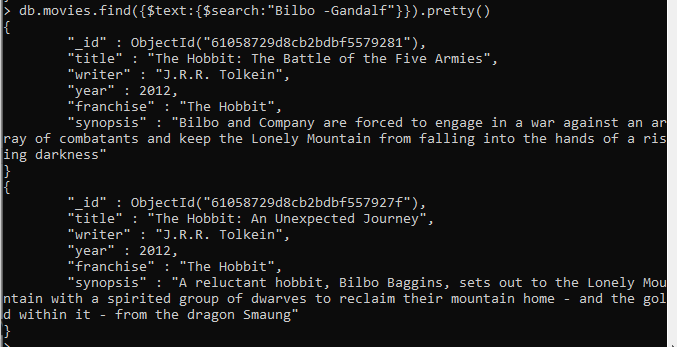 > db.movies.find({$text:{$search:"Bilbo -Gandalf"}}).pretty()
{
        "_id" : ObjectId("61058729d8cb2bdbf5579281"),
        "title" : "The Hobbit: The Battle of the Five Armies",
        "writer" : "J.R.R. Tolkein",
        "year" : 2012,
        "franchise" : "The Hobbit",
        "synopsis" : "Bilbo and Company are forced to engage in a war against an ar
ray of combatants and keep the Lonely Mountain from falling into the hands of a ris
ing darkness"
}
{
        "_id" : ObjectId("61058729d8cb2bdbf557927f"),
        "title" : "The Hobbit: An Unexpected Journey",
        "writer" : "J.R.R. Tolkein",
        "year" : 2012,
        "franchise" : "The Hobbit",
        "synopsis" : "A reluctant hobbit, Bilbo Baggins, sets out to the Lonely Mou
ntain with a spirited group of dwarves to reclaim their mountain home - and the gol
d within it - from the dragon Smaung"
}
>